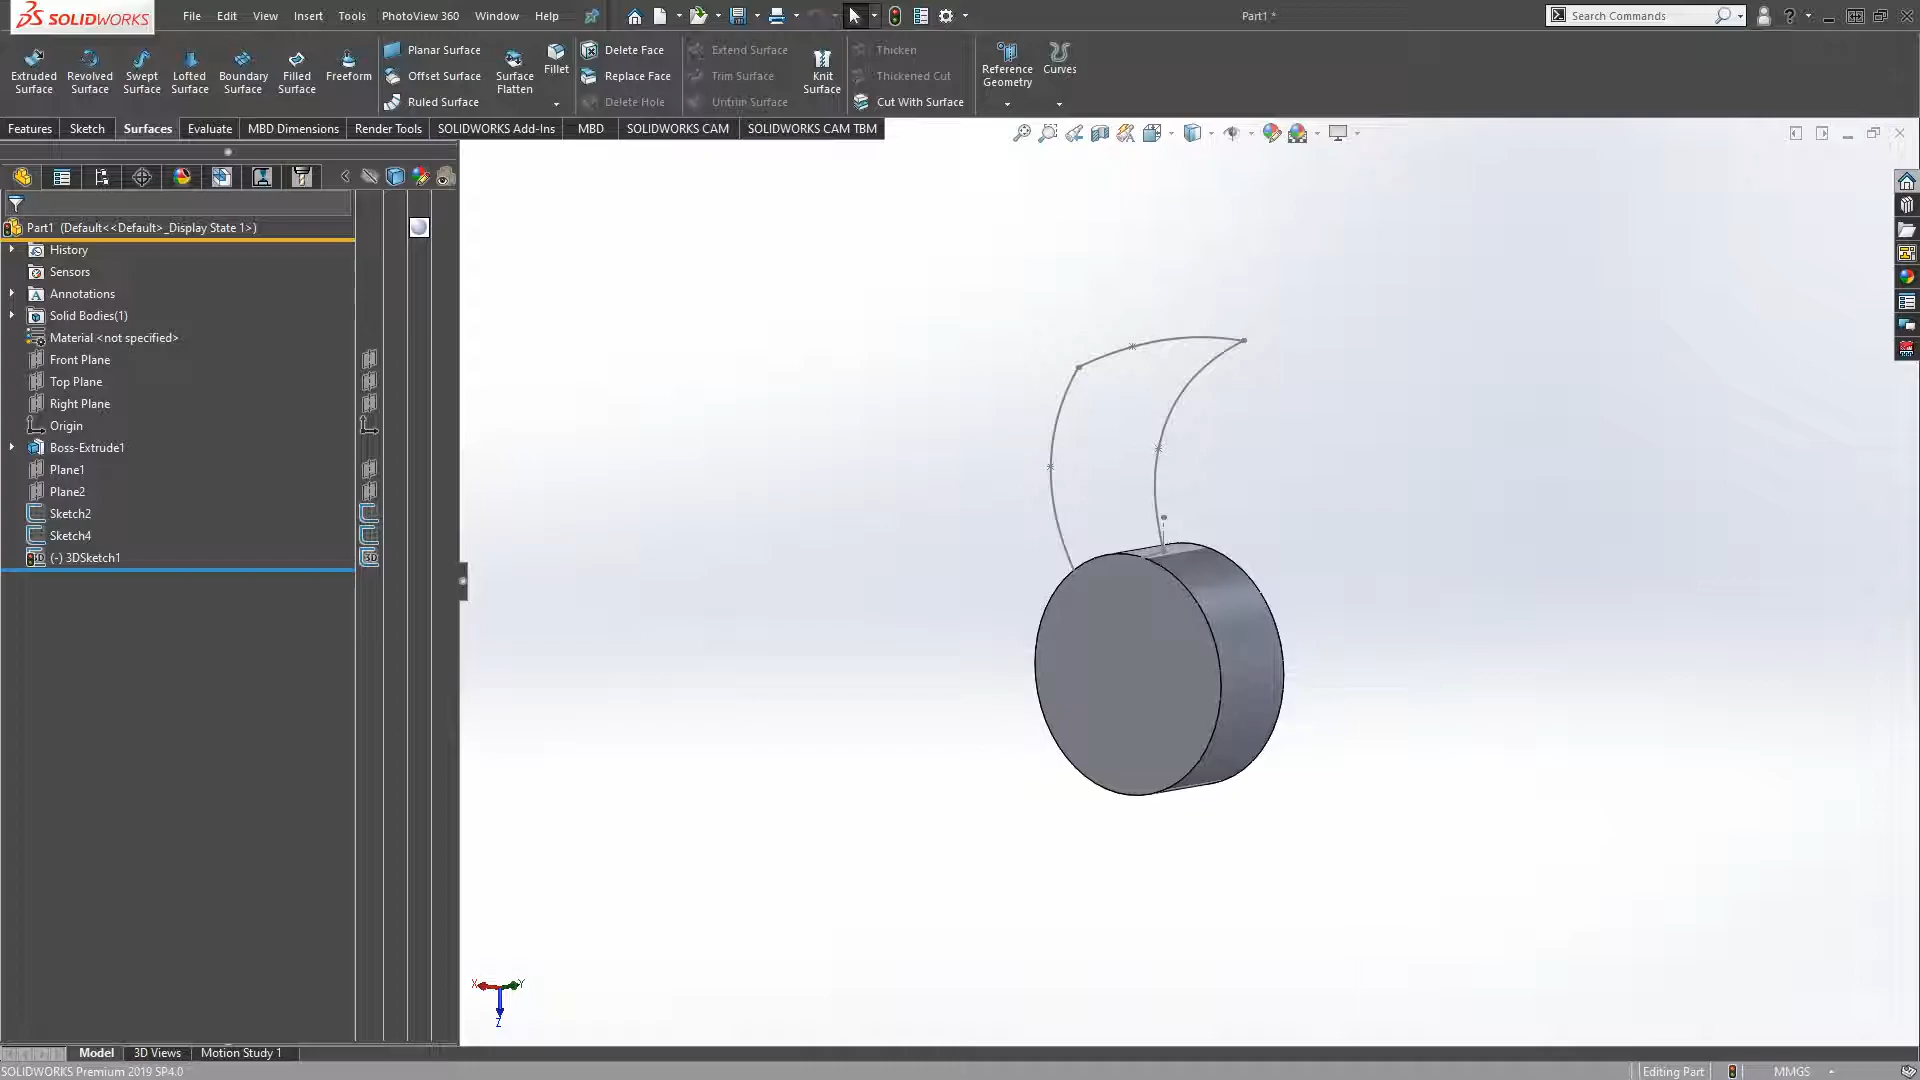 SOLIDWORKS File Edit View Insert Tools PhotoView 360 Window Help Part1 * Search Commands ?
Extruded Surface
Revolved Surface
Swept Surface
Lofted Surface
Boundary Surface
Filled Surface
Freeform
Planar Surface
Offset Surface
Ruled Surface
Surface Flatten
Fillet
Delete Face
Replace Face
Delete Hole
Extend Surface
Trim Surface
Untrim Surface
Knit Surface
Thicken
Thickened Cut
Cut With Surface
Reference Geometry
Curves
Features Sketch Surfaces Evaluate MBD Dimensions Render Tools SOLIDWORKS Add-Ins MBD SOLIDWORKS CAM SOLIDWORKS CAM TBM
Part1 (Default<<Default>_Display State 1>)
History
Sensors
A Annotations
Solid Bodies(1)
Material <not specified>
Front Plane
Top Plane
Right Plane
Origin
Boss-Extrude1
Plane1
Plane2
Sketch2
Sketch4
(-) 3DSketch1
3D
X Y
Z
Model 3D Views Motion Study 1
SOLIDWORKS Premium 2019 SP4.0 Editing Part MMGS